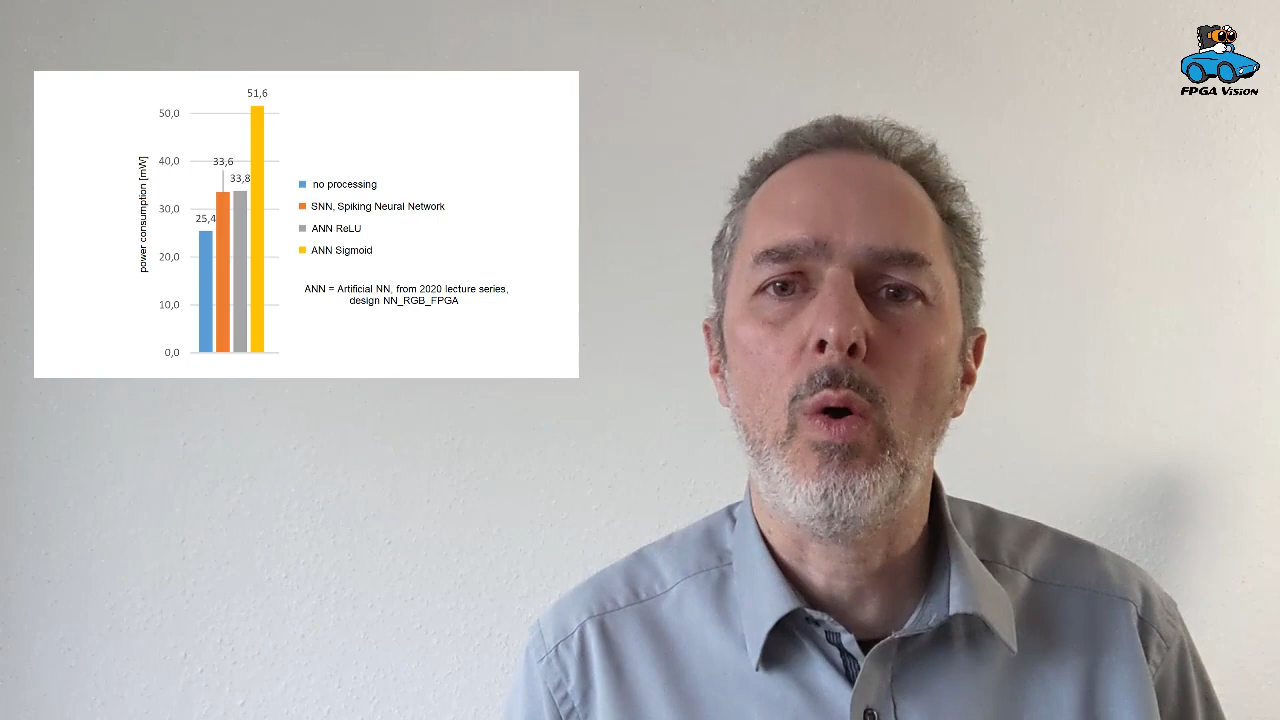 FPGA Vision
51,6
50,0
40,0
33,6
33,8
30,0
25,4
20,0
10,0
0,0
power consumption [mW]
no processing
SNN, Spiking Neural Network
ANN ReLU
ANN Sigmoid
ANN = Artificial NN, from 2020 lecture series,
design NN_RGB_FPGA